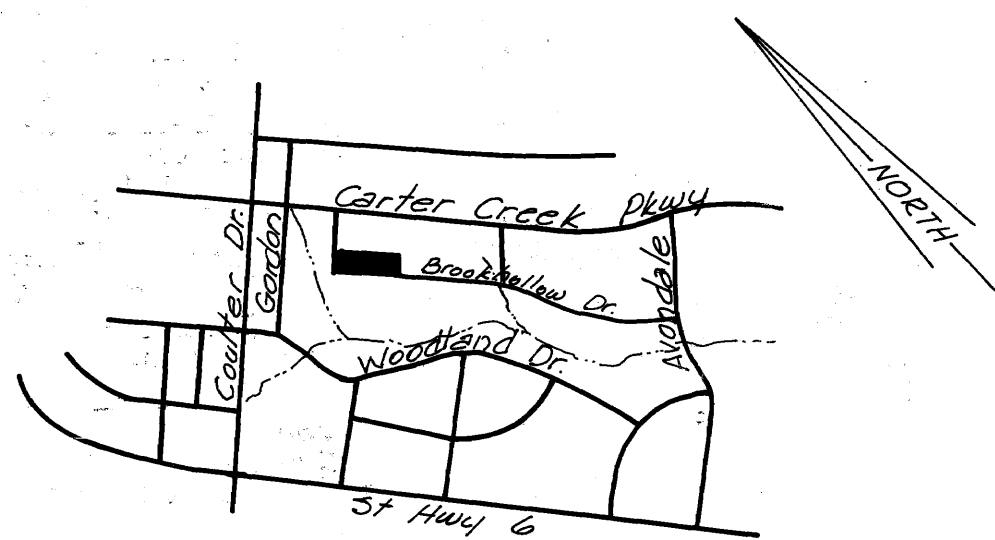 NORTH
Carter Creek Pkwy
Coulter Dr.
Gordon
Brookhollow Dr.
Avondale
Woodland Dr.
St Hwy 6